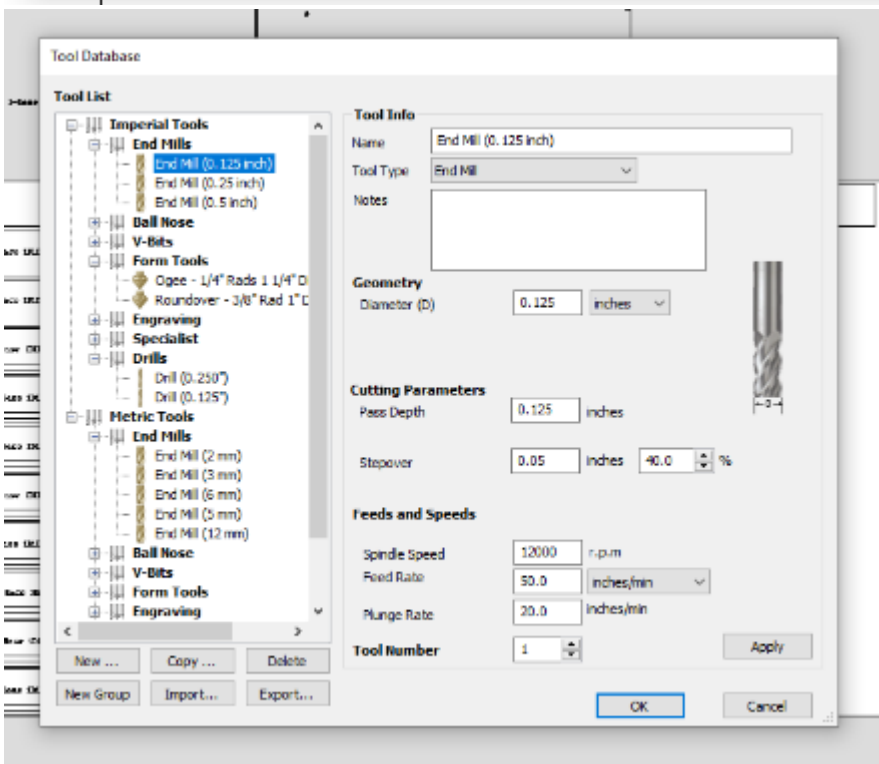 Tool Database
Tool List
Imperial Tools
End Mills
End Mill (0.125 inch)
End Mill (0.25 inch)
End Mill (0.5 inch)
Ball Nose
V-Bits
Form Tools
Ogee - 1/4" Rads 1 1/4" D
Roundover - 3/8" Rad 1" D
Engraving
Specialist
Drills
Drill (0.250")
Drill (0.125")
Metric Tools
End Mills
End Mill (2 mm)
End Mill (3 mm)
End Mill (6 mm)
End Mill (5 mm)
End Mill (12 mm)
Ball Nose
V-Bits
Form Tools
Engraving
New ... Copy ... Delete
New Group Import... Export...
Tool Info
Name End Mill (0.125 inch)
Tool Type End Mill
Notes
Geometry
Diameter (D) 0.125 inches
D
Cutting Parameters
Pass Depth 0.125 inches
Stepover 0.05 inches 40.0 %
Feeds and Speeds
Spindle Speed 12000 r.p.m
Feed Rate 50.0 inches/min
Plunge Rate 20.0 inches/min
Tool Number 1 Apply
OK Cancel